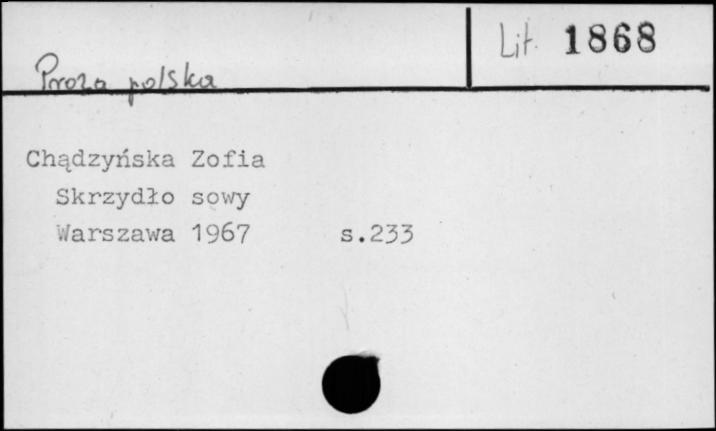 Lit. 1868
Proza polska
Chądzyńska Zofia
Skrzydło sowy
Warszawa 1967 s.233